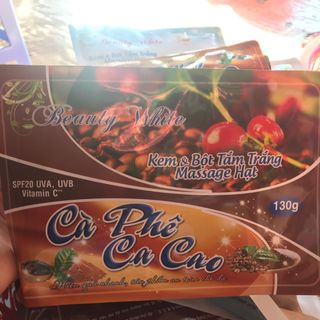 Beauty White
Kem & Bột Tắm Trắng
Massage Hạt
SPF20 UVA, UVB
Vitamin C
130g
Cà Phê
Ca Cao